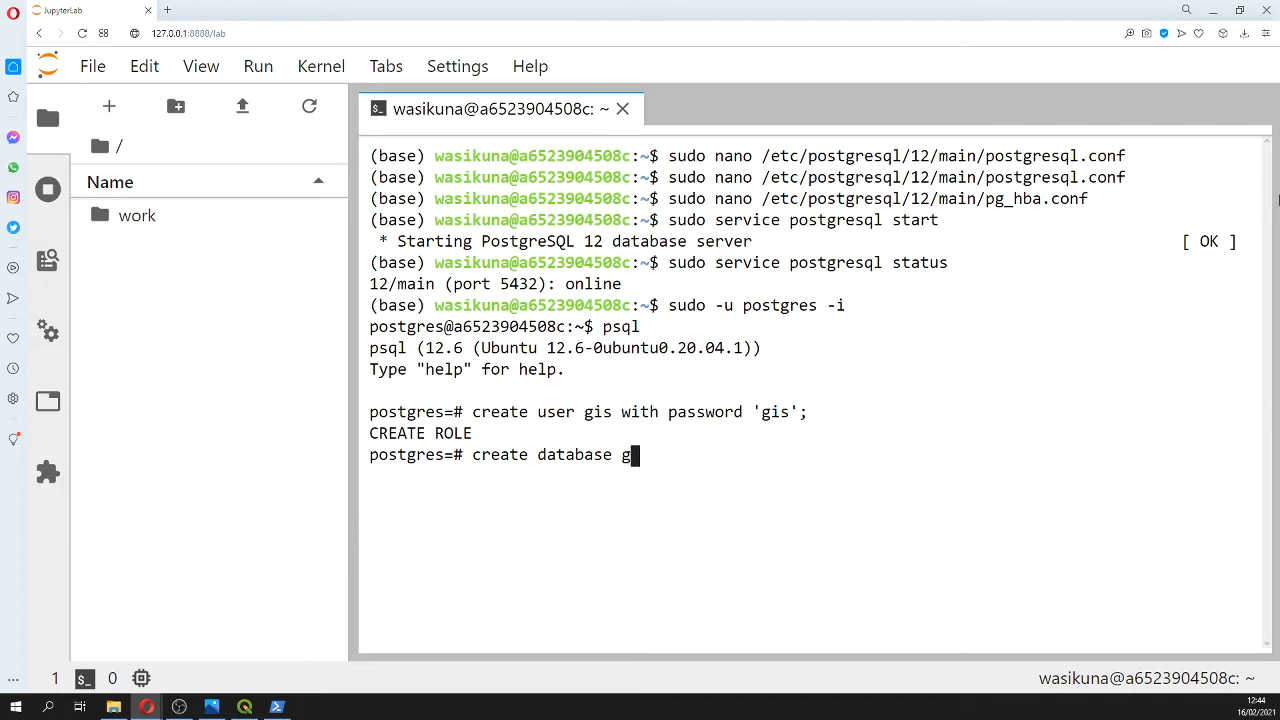 JupyterLab
127.0.0.1:8888/lab
File Edit View Run Kernel Tabs Settings Help
wasikuna@a6523904508c: ~
/
Name
work
(base) wasikuna@a6523904508c:~$ sudo nano /etc/postgresql/12/main/postgresql.conf
(base) wasikuna@a6523904508c:~$ sudo nano /etc/postgresql/12/main/postgresql.conf
(base) wasikuna@a6523904508c:~$ sudo nano /etc/postgresql/12/main/pg_hba.conf
(base) wasikuna@a6523904508c:~$ sudo service postgresql start
* Starting PostgreSQL 12 database server [ OK ]
(base) wasikuna@a6523904508c:~$ sudo service postgresql status
12/main (port 5432): online
(base) wasikuna@a6523904508c:~$ sudo -u postgres -i
postgres@a6523904508c:~$ psql
psql (12.6 (Ubuntu 12.6-0ubuntu0.20.04.1))
Type "help" for help.
postgres=# create user gis with password 'gis';
CREATE ROLE
postgres=# create database g
1 $_ 0 wasikuna@a6523904508c: ~
12:44
16/02/2021